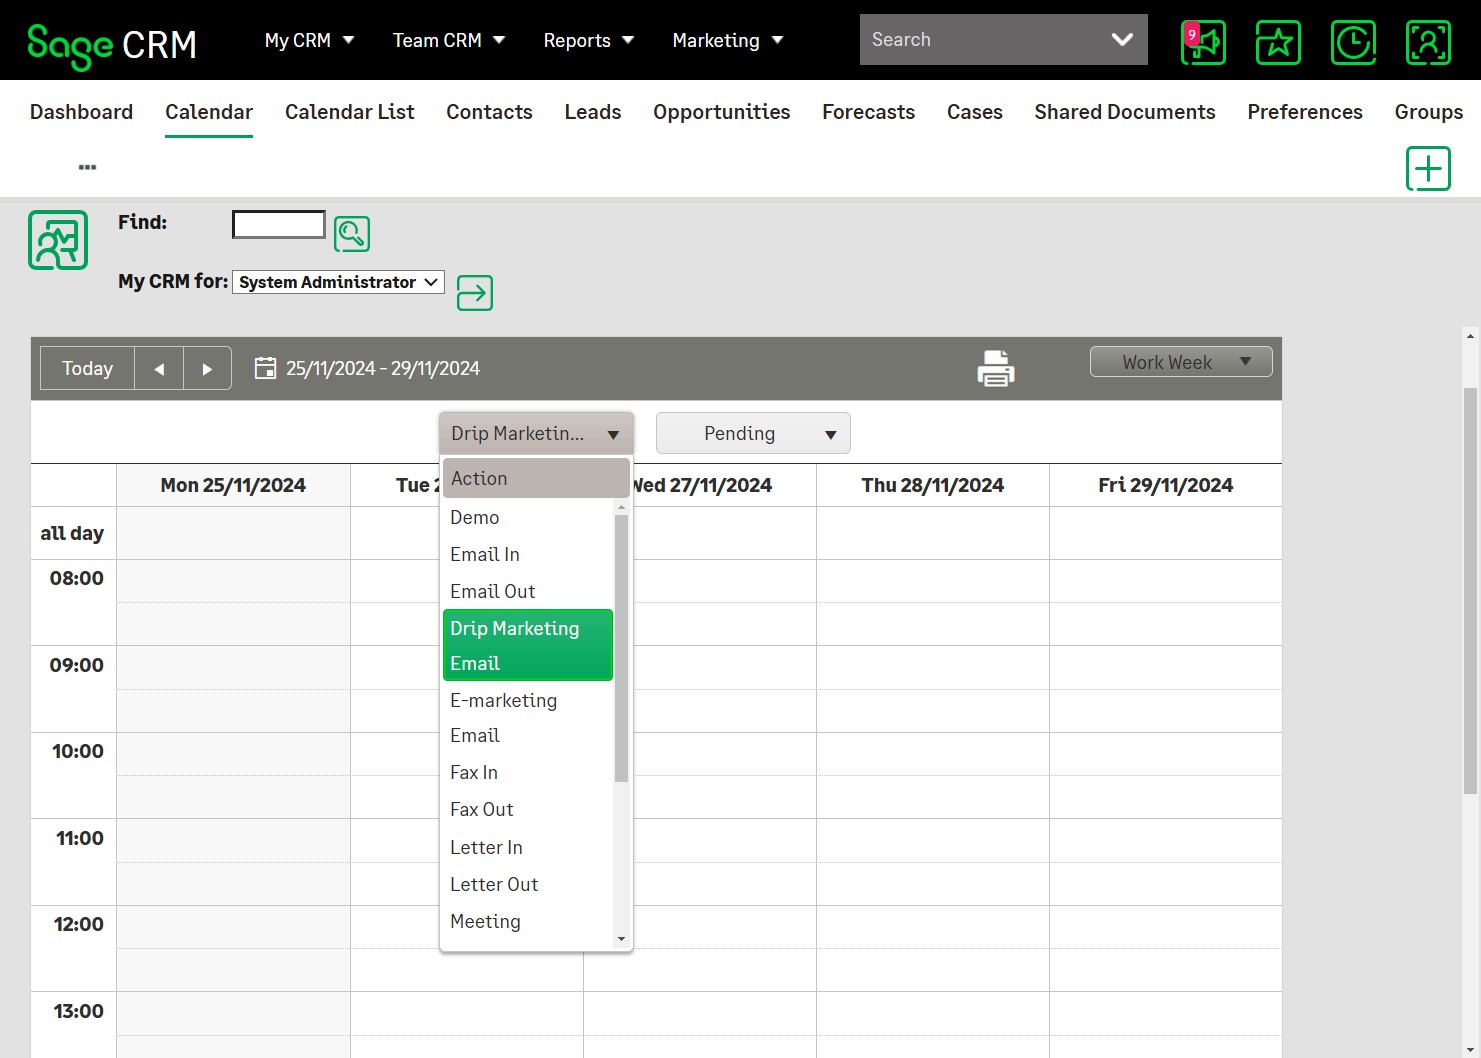 Sage CRM
My CRM
Team CRM
Reports
Marketing
Search
9
Dashboard
Calendar
Calendar List
Contacts
Leads
Opportunities
Forecasts
Cases
Shared Documents
Preferences
Groups
Find:
My CRM for:
System Administrator
Today
25/11/2024 - 29/11/2024
Work Week
Drip Marketin...
Pending
Action
Demo
Email In
Email Out
Drip Marketing
Email
E-marketing
Email
Fax In
Fax Out
Letter In
Letter Out
Meeting
Mon 25/11/2024
Tue
Wed 27/11/2024
Thu 28/11/2024
Fri 29/11/2024
all day
08:00
09:00
10:00
11:00
12:00
13:00